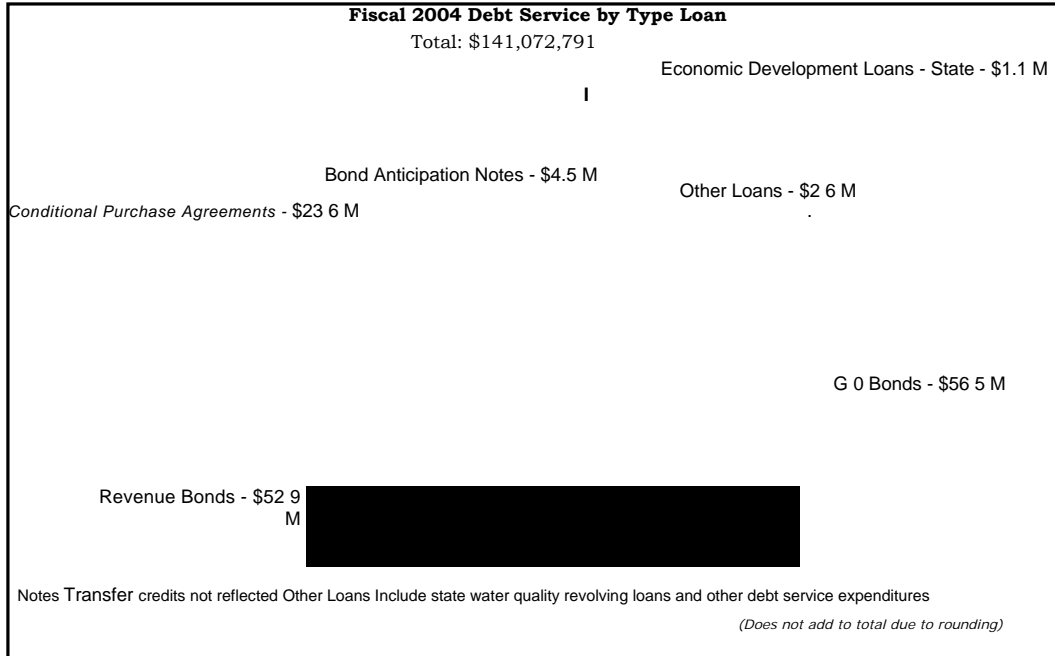 Fiscal 2004 Debt Service by Type Loan
Total: $141,072,791
Economic Development Loans - State - $1.1 M
I
Bond Anticipation Notes - $4.5 M
Other Loans - $2 6 M
.
Conditional Purchase Agreements - $23 6 M
G 0 Bonds - $56 5 M
Revenue Bonds - $52 9
M
Notes Transfer credits not reflected Other Loans Include state water quality revolving loans and other debt service expenditures
(Does not add to total due to rounding)